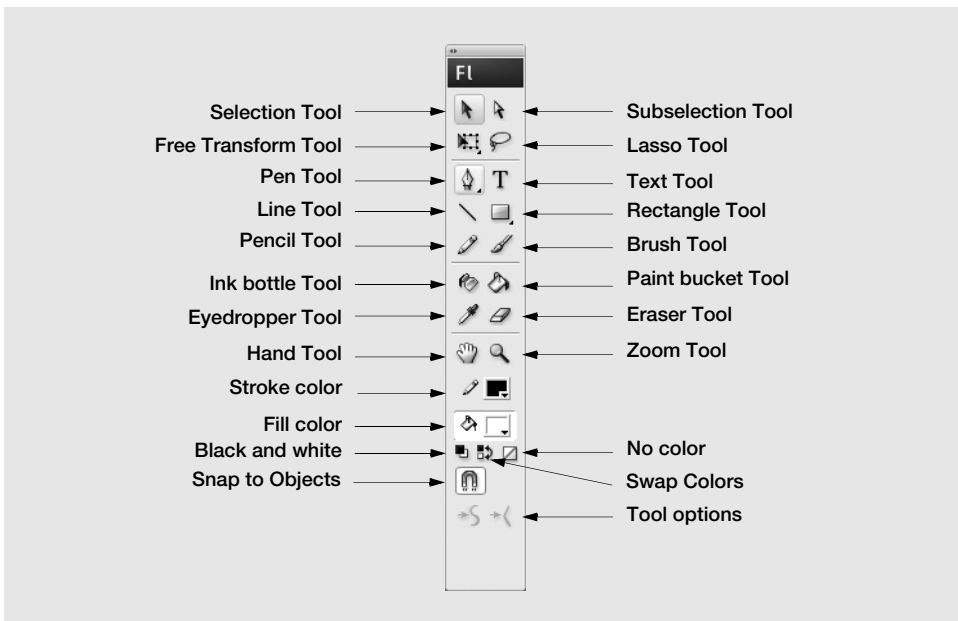 Fl
Selection Tool
Subselection Tool
Free Transform Tool
Lasso Tool
Pen Tool
T
Text Tool
Line Tool
Rectangle Tool
Pencil Tool
Brush Tool
Ink bottle Tool
Paint bucket Tool
Eyedropper Tool
Eraser Tool
Hand Tool
Zoom Tool
Stroke color
Fill color
Black and white
No color
Snap to Objects
Swap Colors
Tool options